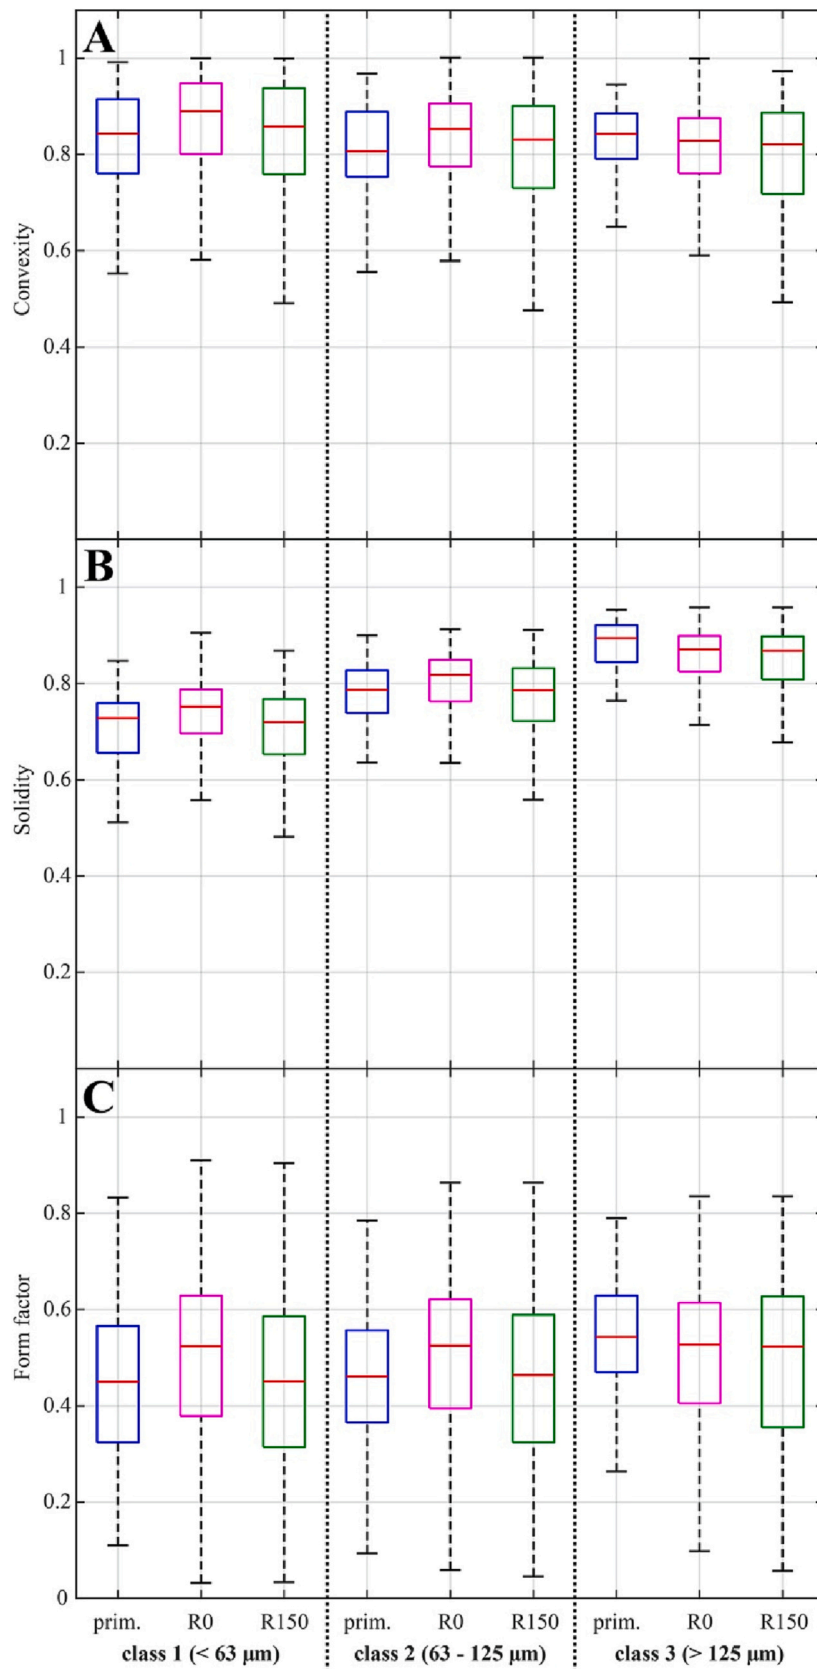 A
1
0.8
0.6
0.4
0.2
Convexity
B
1
0.8
0.6
0.4
0.2
Solidity
C
1
0.8
0.6
0.4
0.2
0
Form factor
prim. R0 R150 prim. R0 R150 prim. R0 R150
class 1 (< 63 µm) class 2 (63 - 125 µm) class 3 (> 125 µm)